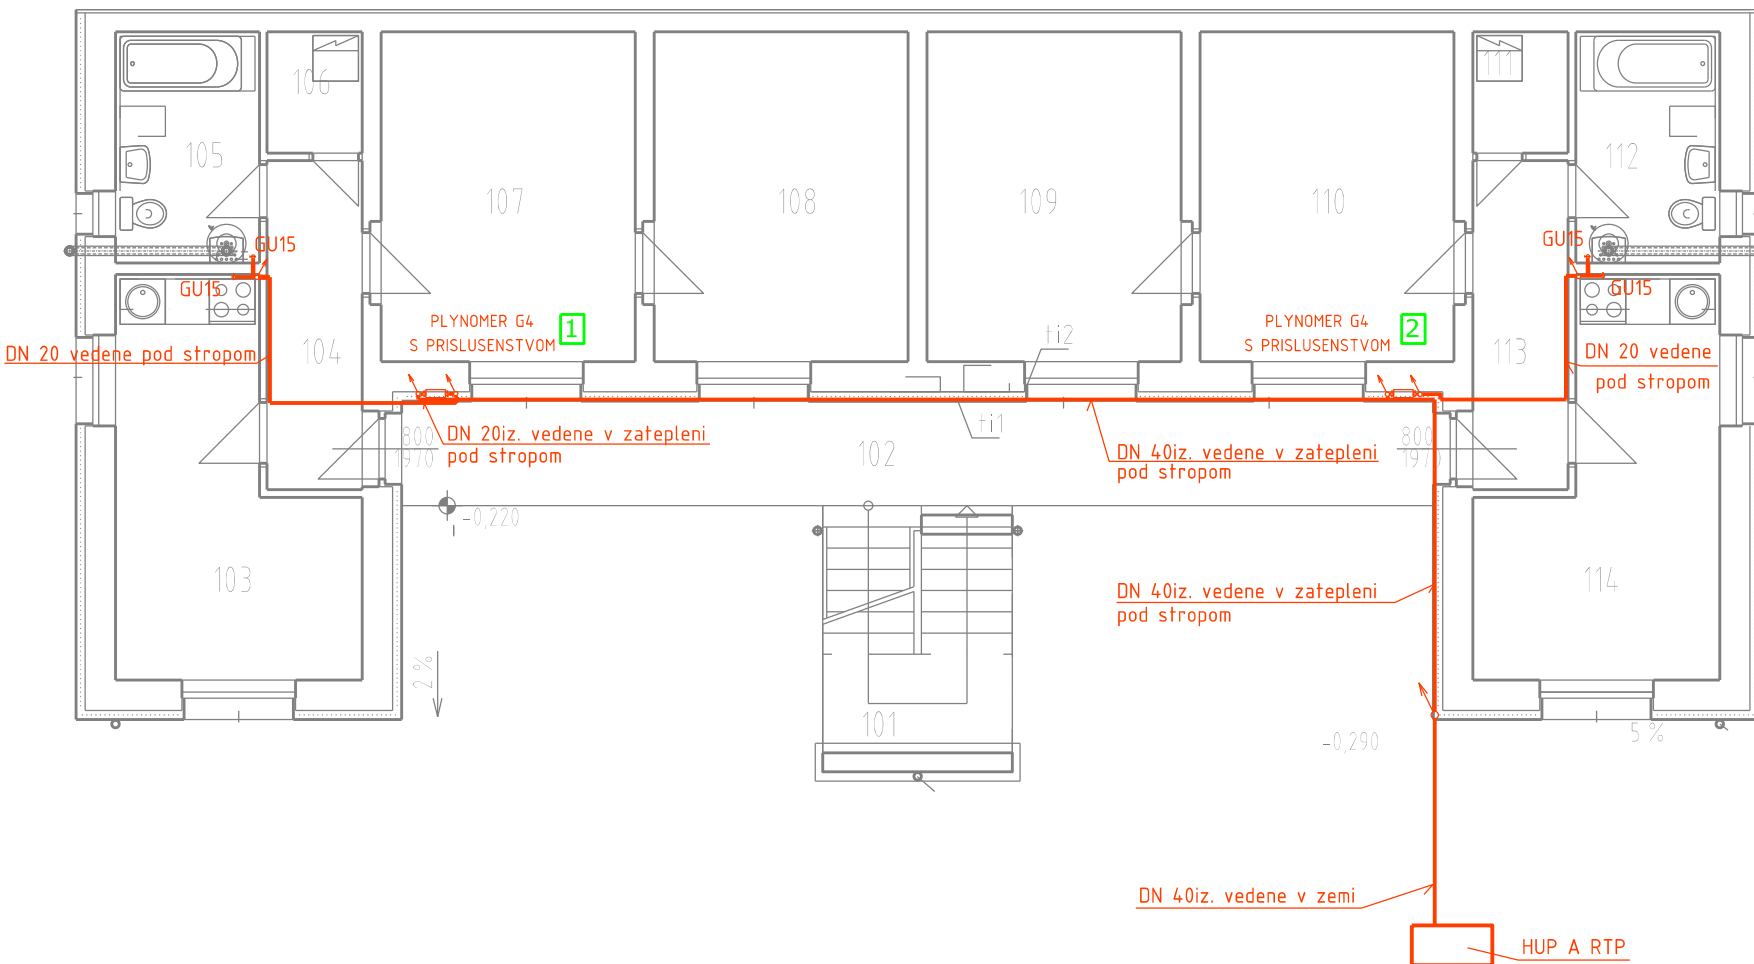 106
111
105
112
107
108
109
110
GU15
GU15
GU15
GU15
PLYNOMER G4
S PRISLUSENSTVOM
1
PLYNOMER G4
S PRISLUSENSTVOM
2
ti2
104
113
DN 20 vedene pod stropom
DN 20 vedene
pod stropom
ti1
800
1970
DN 20iz. vedene v zatepleni
pod stropom
102
DN 40iz. vedene v zatepleni
pod stropom
800
1970
-0,220
103
114
DN 40iz. vedene v zatepleni
pod stropom
2 %
101
-0,290
5 %
DN 40iz. vedene v zemi
HUP A RTP